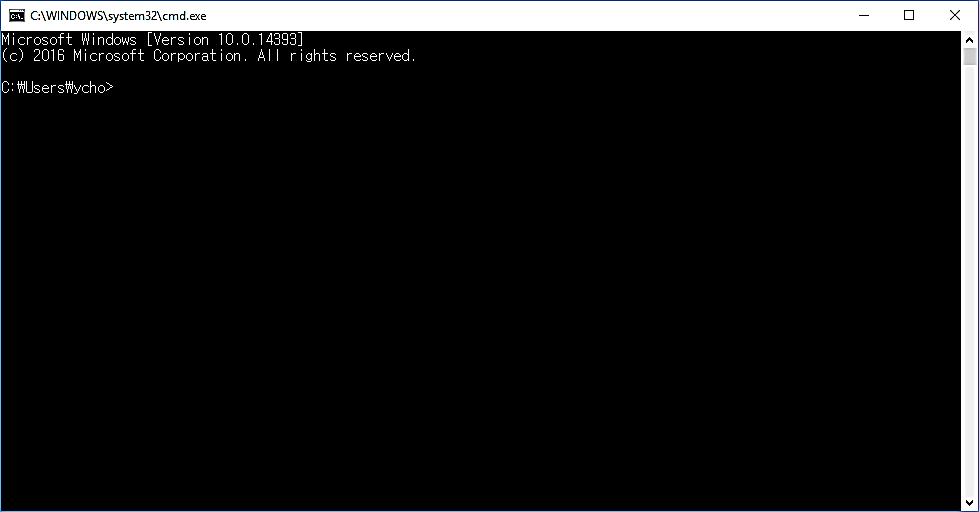 C:\WINDOWS\system32\cmd.exe
Microsoft Windows [Version 10.0.14393]
(c) 2016 Microsoft Corporation. All rights reserved.
C:₩Users₩ycho>